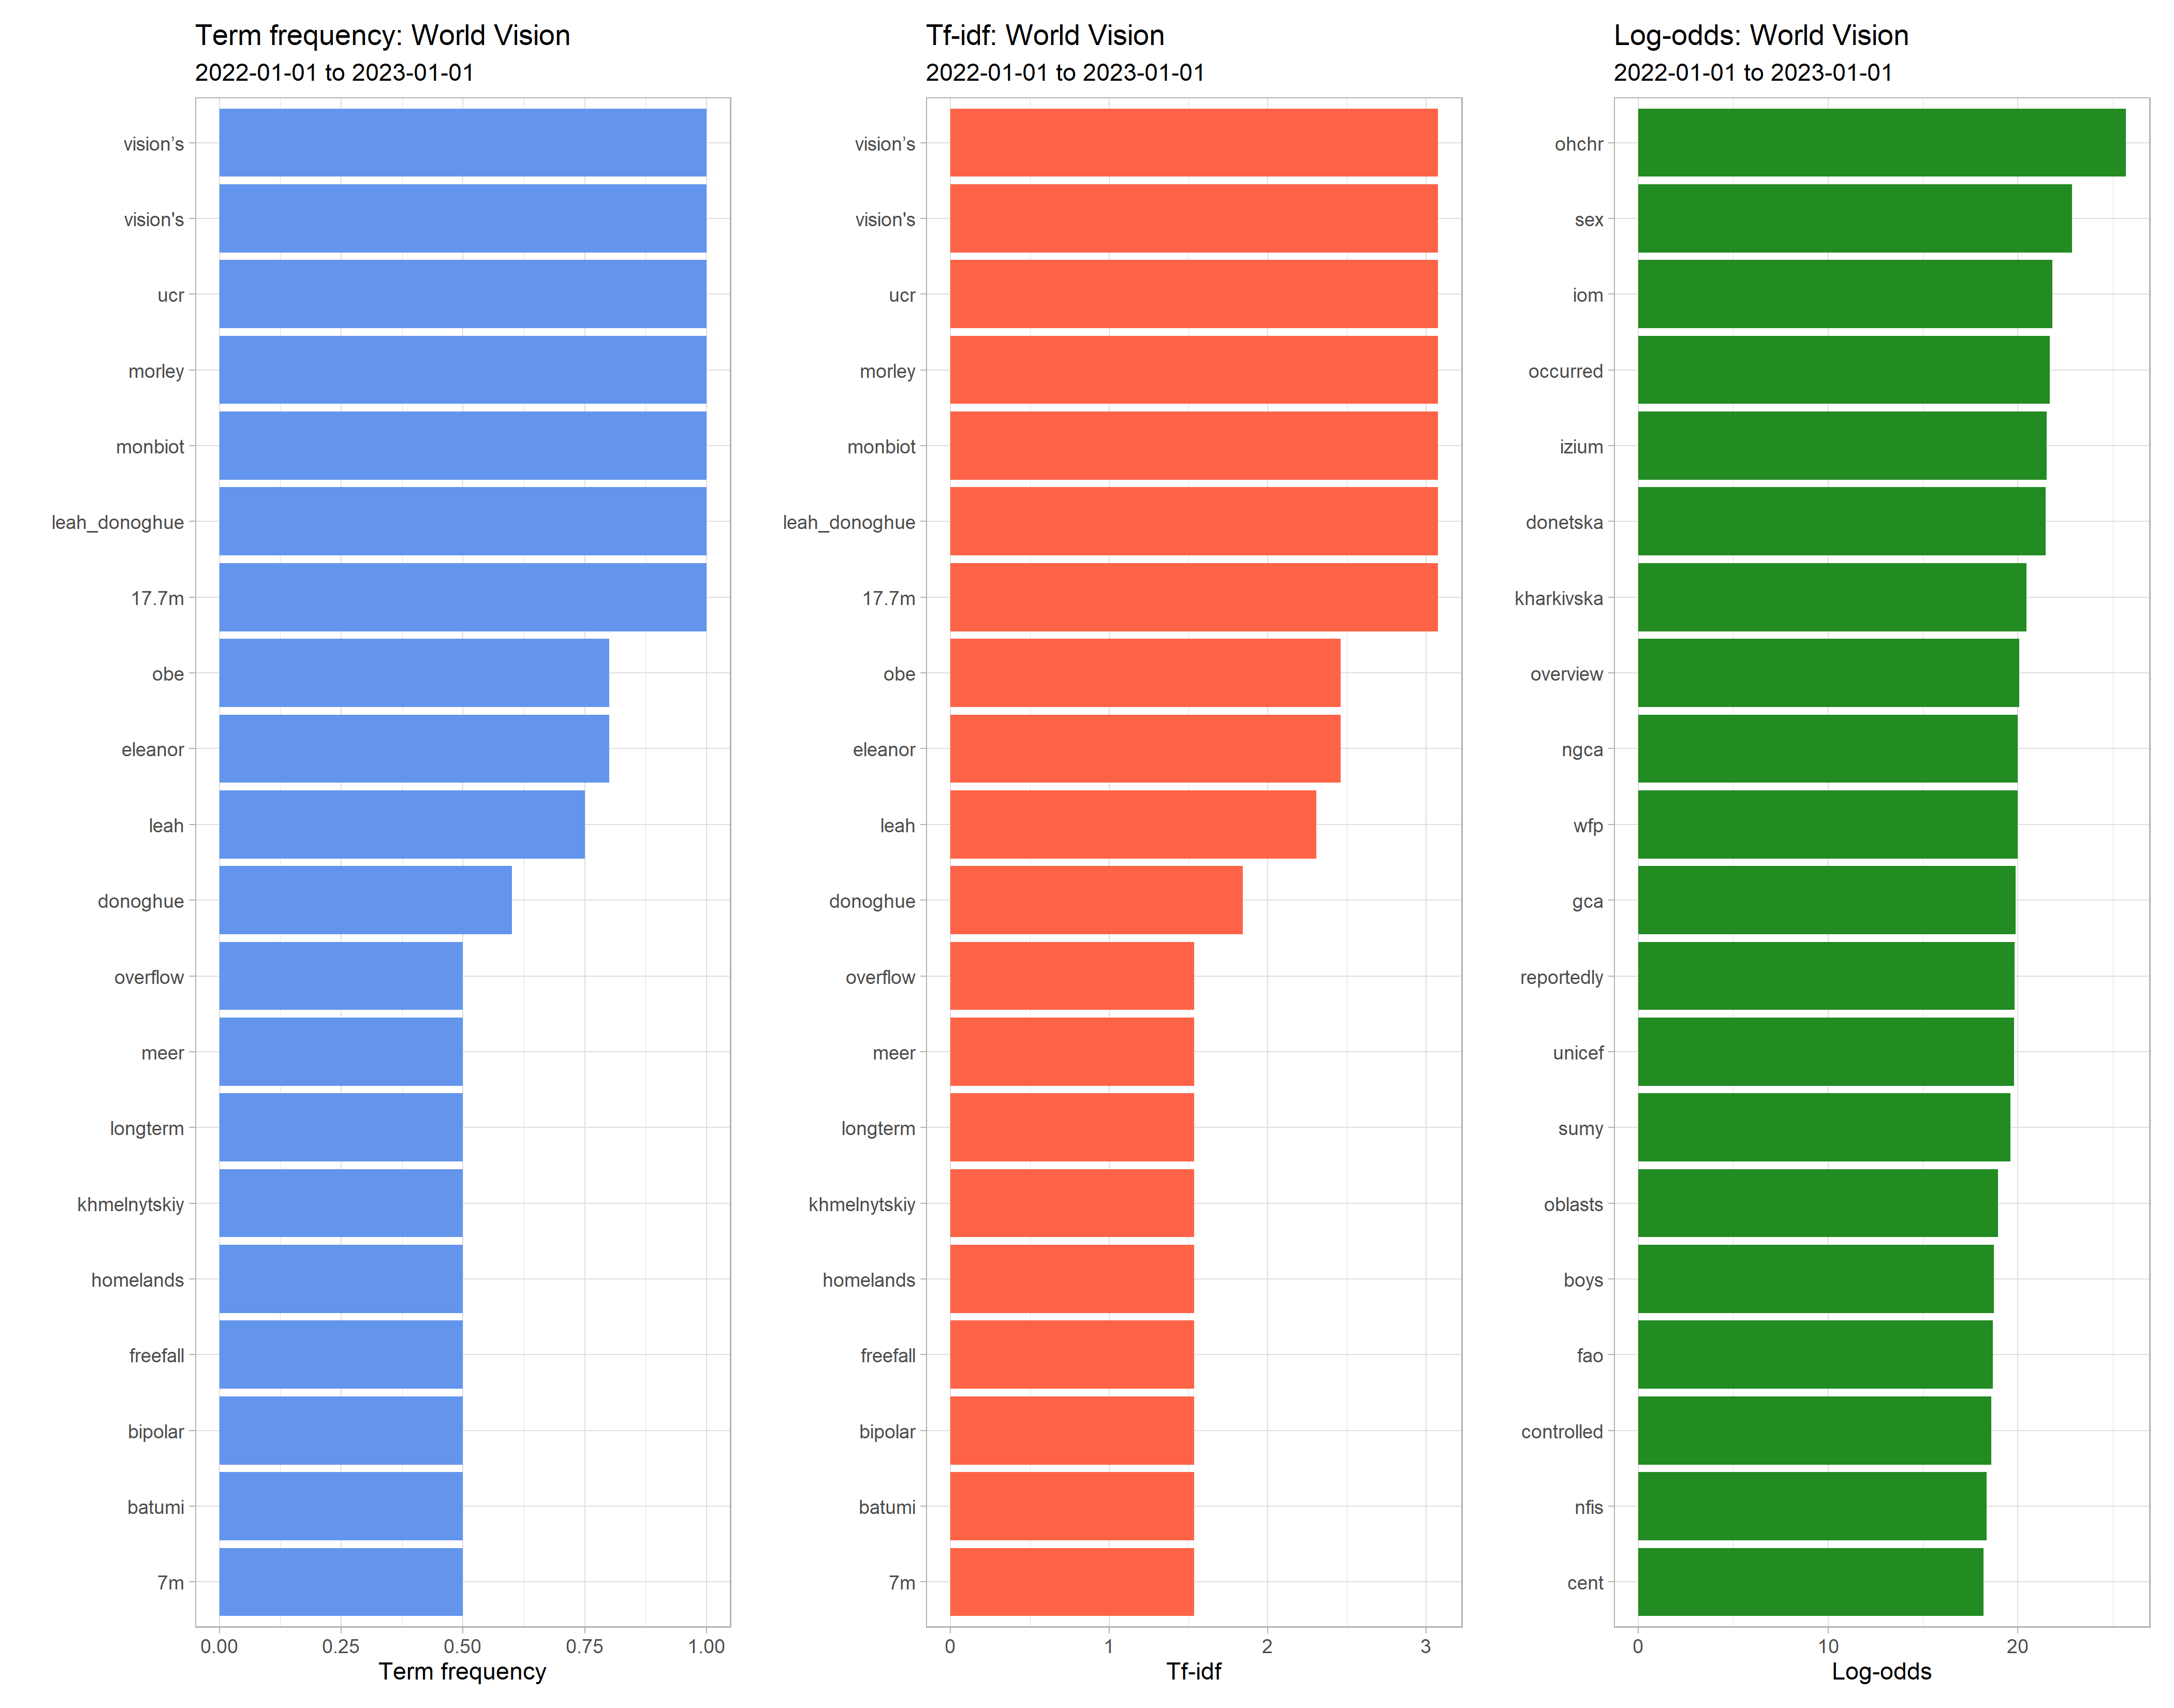 Term frequency: World Vision
2022-01-01 to 2023-01-01
vision’s
vision's
ucr
morley
monbiot
leah_donoghue
17.7m
obe
eleanor
leah
donoghue
overflow
meer
longterm
khmelnytskiy
homelands
freefall
bipolar
batumi
7m
0.00 0.25 0.50 0.75 1.00
Term frequency
Tf-idf: World Vision
2022-01-01 to 2023-01-01
vision’s
vision's
ucr
morley
monbiot
leah_donoghue
17.7m
obe
eleanor
leah
donoghue
overflow
meer
longterm
khmelnytskiy
homelands
freefall
bipolar
batumi
7m
0 1 2 3
Tf-idf
Log-odds: World Vision
2022-01-01 to 2023-01-01
ohchr
sex
iom
occurred
izium
donetska
kharkivska
overview
ngca
wfp
gca
reportedly
unicef
sumy
oblasts
boys
fao
controlled
nfis
cent
0 10 20
Log-odds